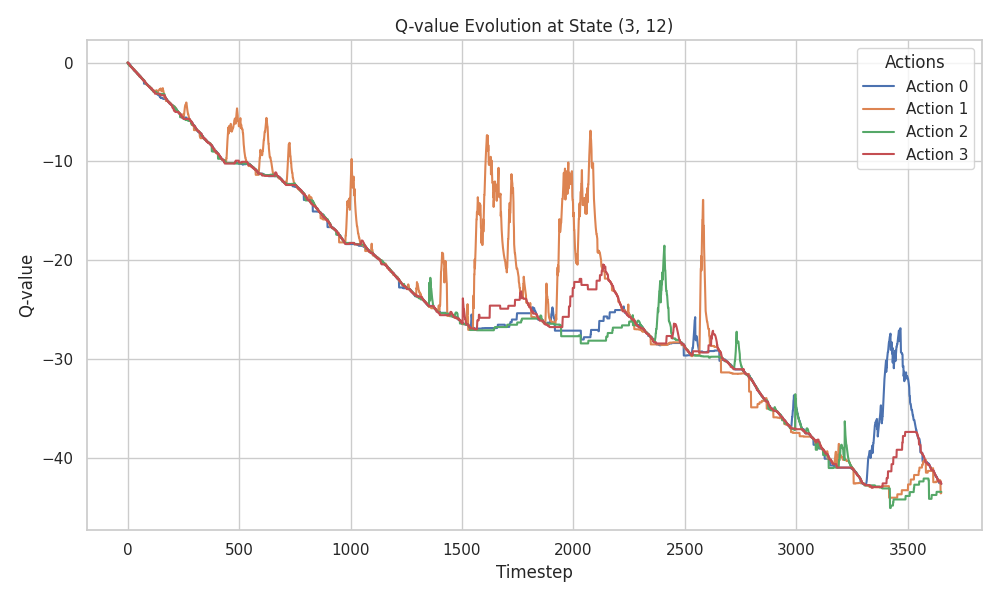 Q-value Evolution at State (3, 12)
Actions
Action 0
Action 1
Action 2
Action 3
Q-value
0
−10
−20
−30
−40
0
500
1000
1500
2000
2500
3000
3500
Timestep